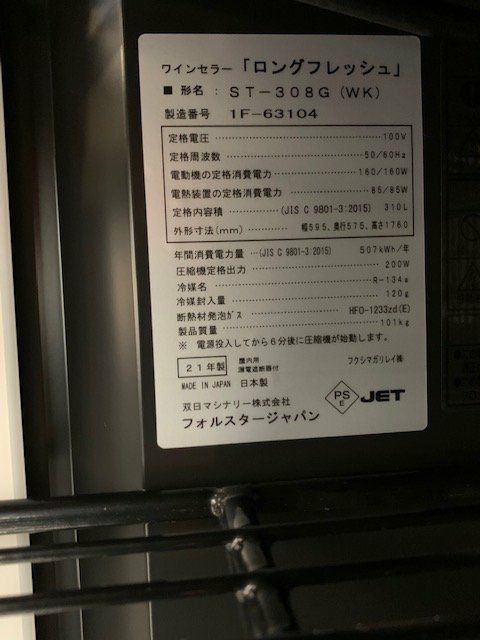 ワインセラー「ロングフレッシュ」
■ 形名： ST-308G (WK)
製造番号 1F-63104
定格電圧 100V
定格周波数 50/60Hz
電動機の定格消費電力 160/160W
電熱装置の定格消費電力 85/85W
定格内容積 (JIS C 9801-3:2015) 310L
外形寸法(mm) 幅595、奥行575、高さ1760
年間消費電力量 (JIS C 9801-3:2015) 507kWh/年
圧縮機定格出力 200W
冷媒名 R-134a
冷媒封入量 120g
断熱材発泡ガス HFO-1233zd(E)
製品質量 101kg
※ 電源投入してから6分後に圧縮機が始動します。
21年製 屋内用 漏電遮断器付 フクシマガリレイ㈱
MADE IN JAPAN 日本製
双日マシナリー株式会社
フォルスタージャパン
PS E JET